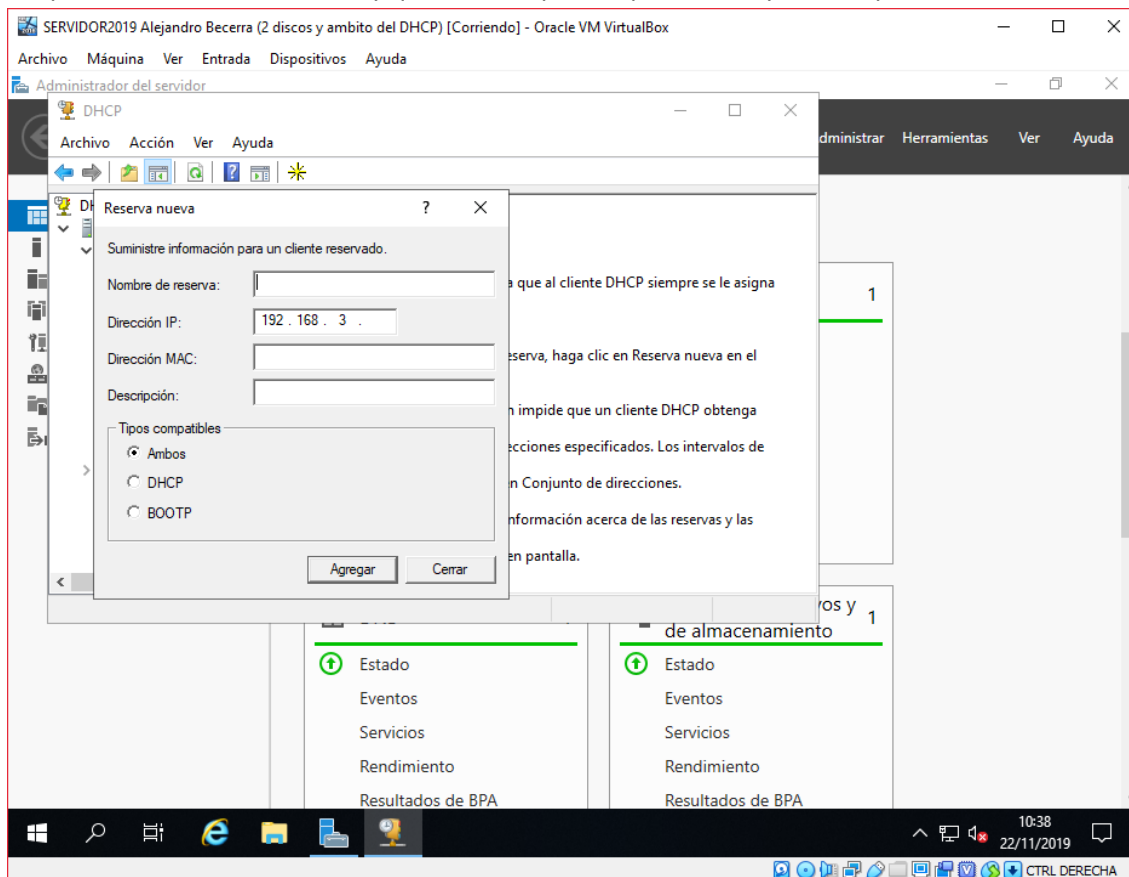 SERVIDOR2019 Alejandro Becerra (2 discos y ambito del DHCP) [Corriendo] - Oracle VM VirtualBox
Archivo Máquina Ver Entrada Dispositivos Ayuda
Administrador del servidor
DHCP
Administrar Herramientas Ver Ayuda
Archivo Acción Ver Ayuda
Reserva nueva
Suministre información para un cliente reservado.
Nombre de reserva:
Dirección IP: 192 . 168 . 3 .
Dirección MAC:
Descripción:
Tipos compatibles
Ambos
DHCP
BOOTP
Agregar Cerrar
que al cliente DHCP siempre se le asigna
reserva, haga clic en Reserva nueva en el
impide que un cliente DHCP obtenga
direcciones especificados. Los intervalos de
Conjunto de direcciones.
información acerca de las reservas y las
en pantalla.
1
y 1
de almacenamiento
Estado
Eventos
Servicios
Rendimiento
Resultados de BPA
Estado
Eventos
Servicios
Rendimiento
Resultados de BPA
10:38
22/11/2019
CTRL DERECHA